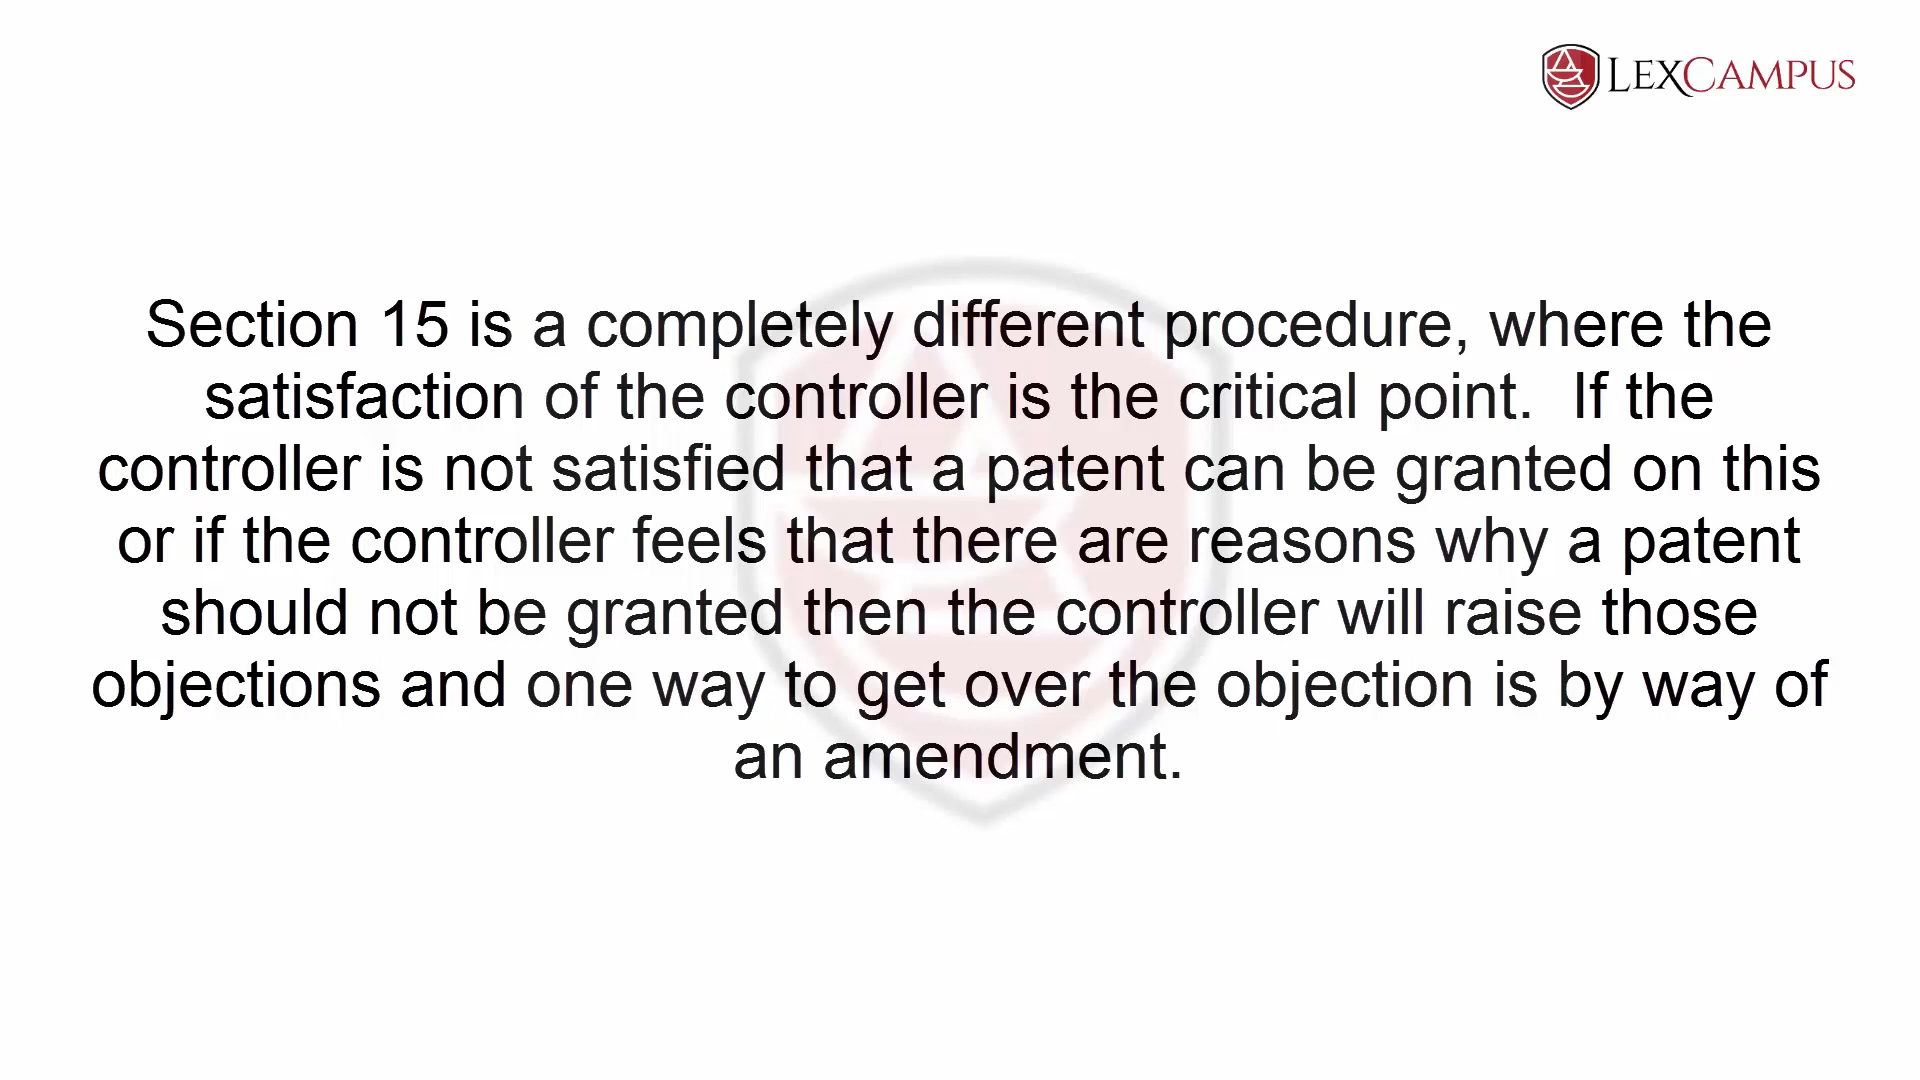 LEXCAMPUS
Section 15 is a completely different procedure, where the
satisfaction of the controller is the critical point.  If the
controller is not satisfied that a patent can be granted on this
or if the controller feels that there are reasons why a patent
should not be granted then the controller will raise those
objections and one way to get over the objection is by way of
an amendment.